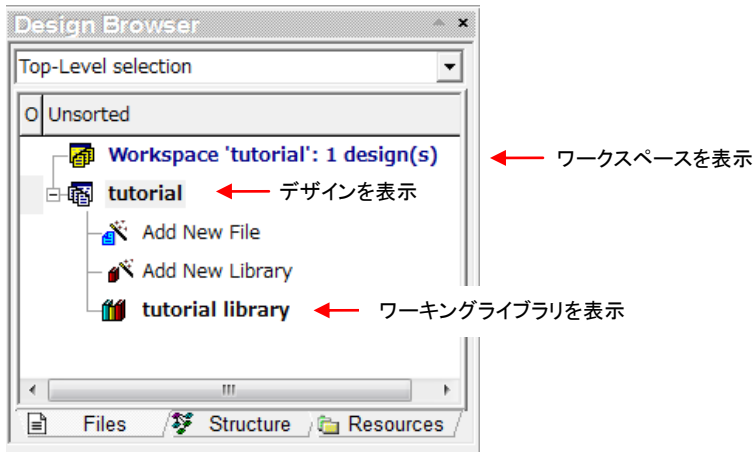 Design Browser
Top-Level selection
O Unsorted
Workspace 'tutorial': 1 design(s)
ワークスペースを表示
tutorial
デザインを表示
Add New File
Add New Library
tutorial library
ワーキングライブラリを表示
Files Structure Resources